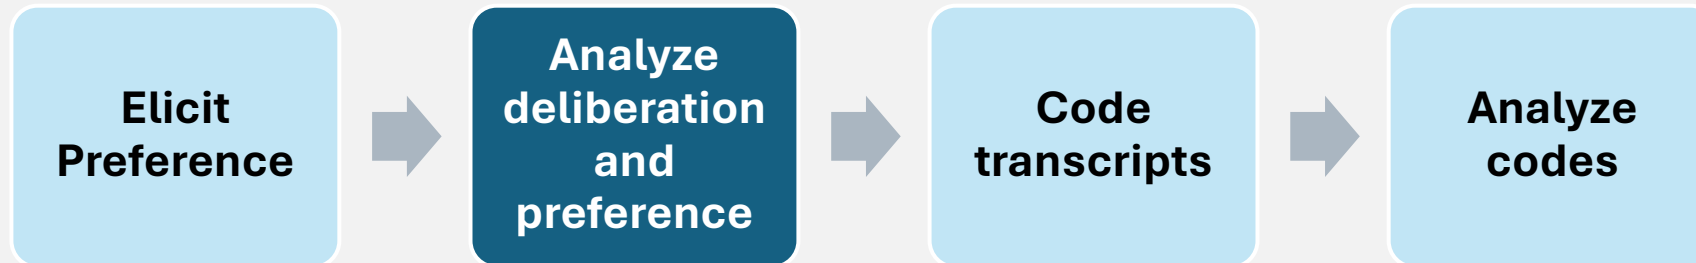 Elicit
Preference
Analyze
deliberation
and
preference
Code
transcripts
Analyze
codes